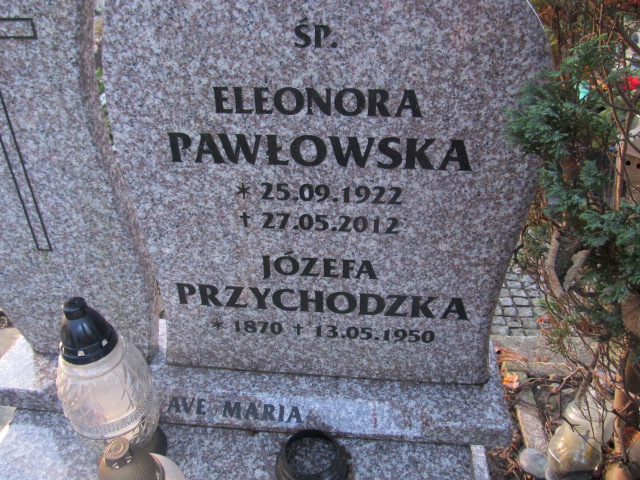 ŚP.
ELEONORA
PAWŁOWSKA
* 25.09.1922
† 27.05.2012
JÓZEFA
PRZYCHODZKA
* 1870 † 13.05.1950
AVE MARIA